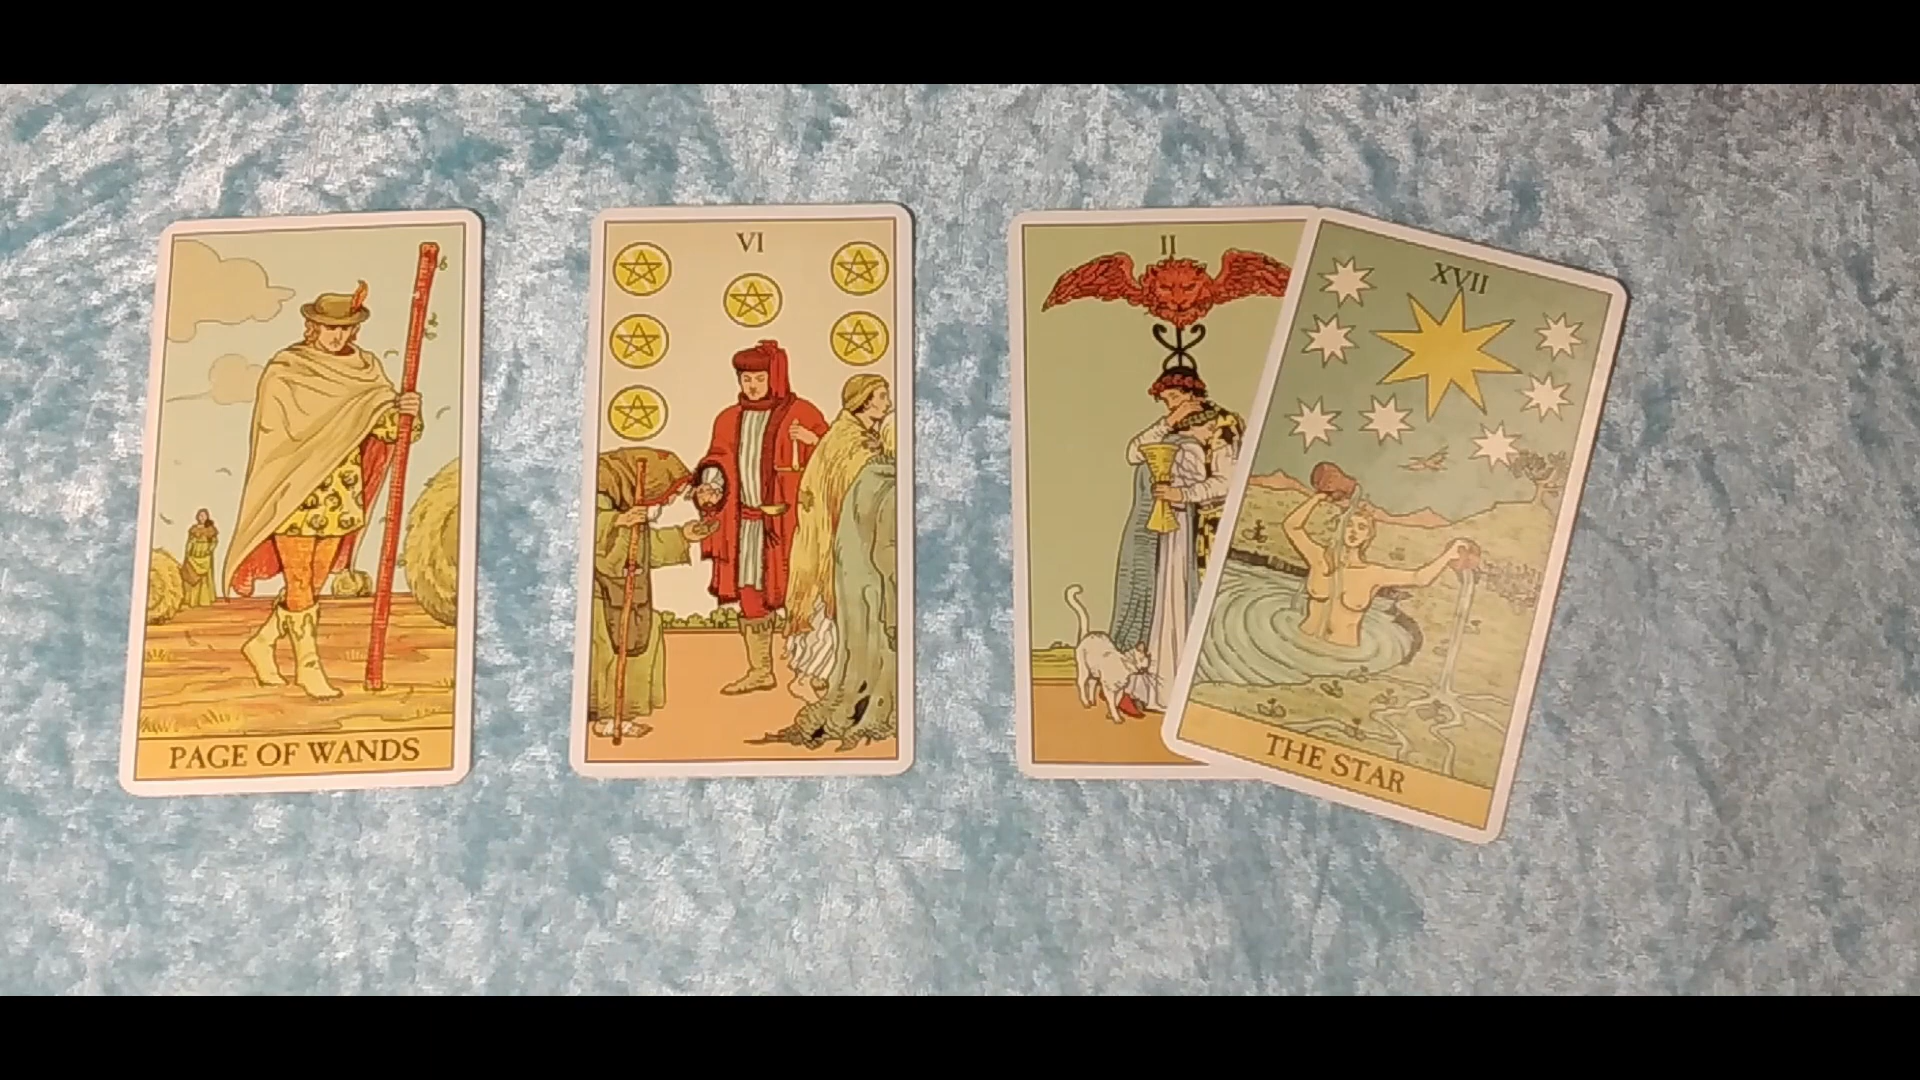 PAGE OF WANDS
VI
II
XVII
THE STAR